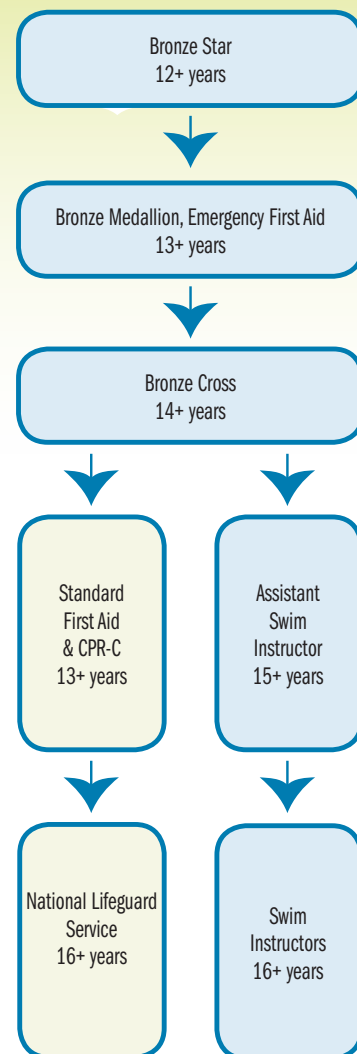 Bronze Star
12+ years
Bronze Medallion, Emergency First Aid
13+ years
Bronze Cross
14+ years
Standard
First Aid
& CPR-C
13+ years
Assistant
Swim
Instructor
15+ years
National Lifeguard
Service
16+ years
Swim
Instructors
16+ years